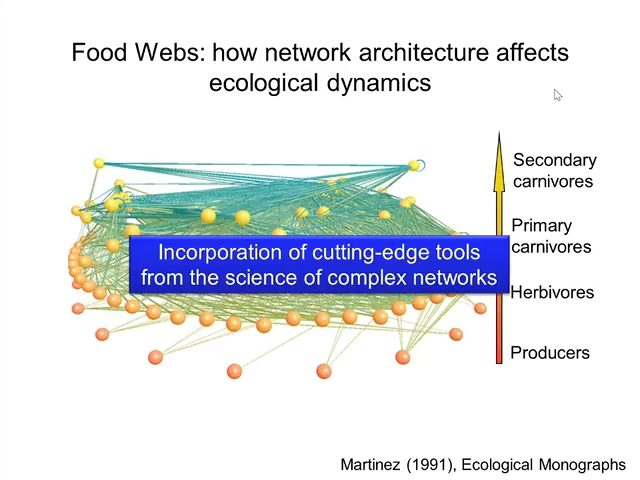 Food Webs: how network architecture affects
ecological dynamics
Secondary
carnivores
Primary
carnivores
Incorporation of cutting-edge tools
from the science of complex networks
Herbivores
Producers
Martinez (1991), Ecological Monographs